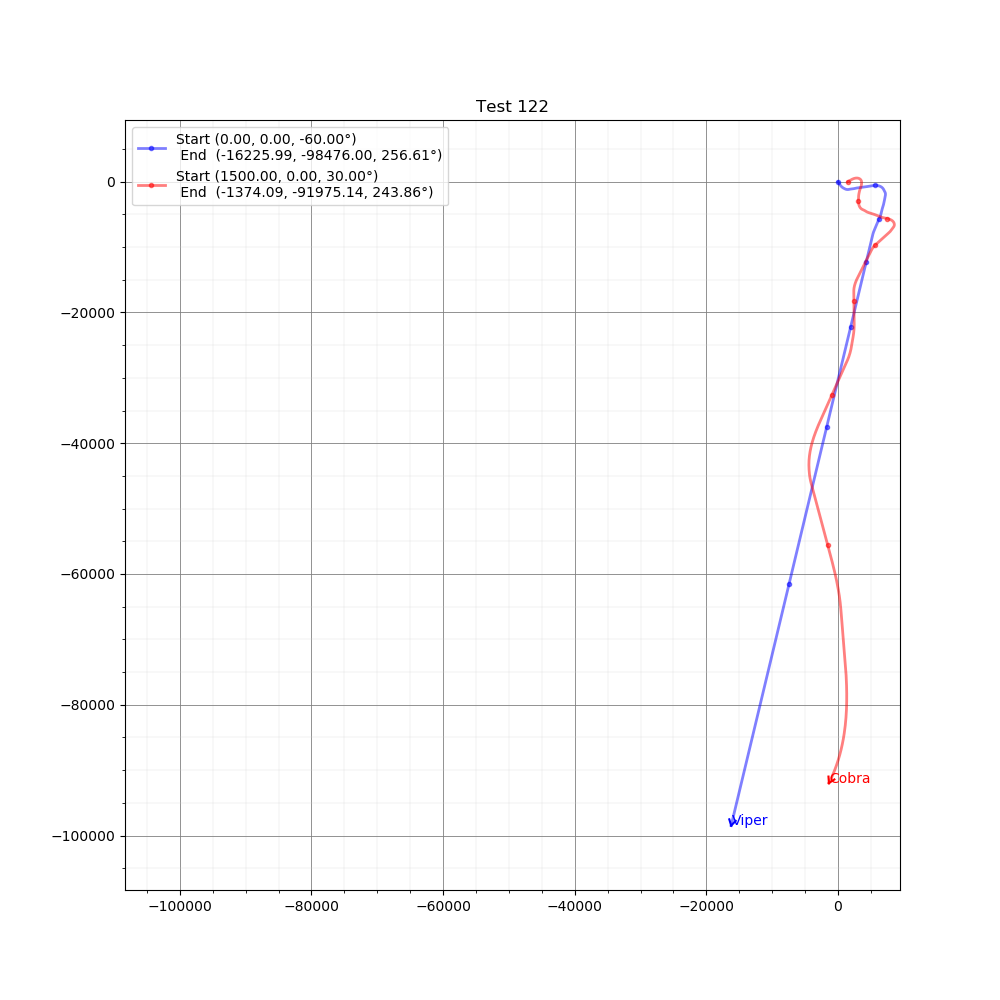 Test 122
Start (0.00, 0.00, -60.00°)
End (-16225.99, -98476.00, 256.61°)
Start (1500.00, 0.00, 30.00°)
End (-1374.09, -91975.14, 243.86°)
0
−20000
−40000
−60000
−80000
−100000
Cobra
Viper
−100000
−80000
−60000
−40000
−20000
0